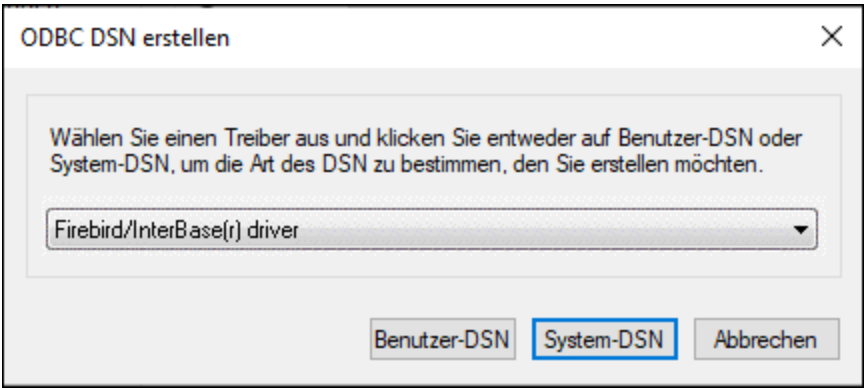 ODBC DSN erstellen
Wählen Sie einen Treiber aus und klicken Sie entweder auf Benutzer-DSN oder
System-DSN, um die Art des DSN zu bestimmen, den Sie erstellen möchten.
Firebird/InterBase(r) driver
Benutzer-DSN System-DSN Abbrechen